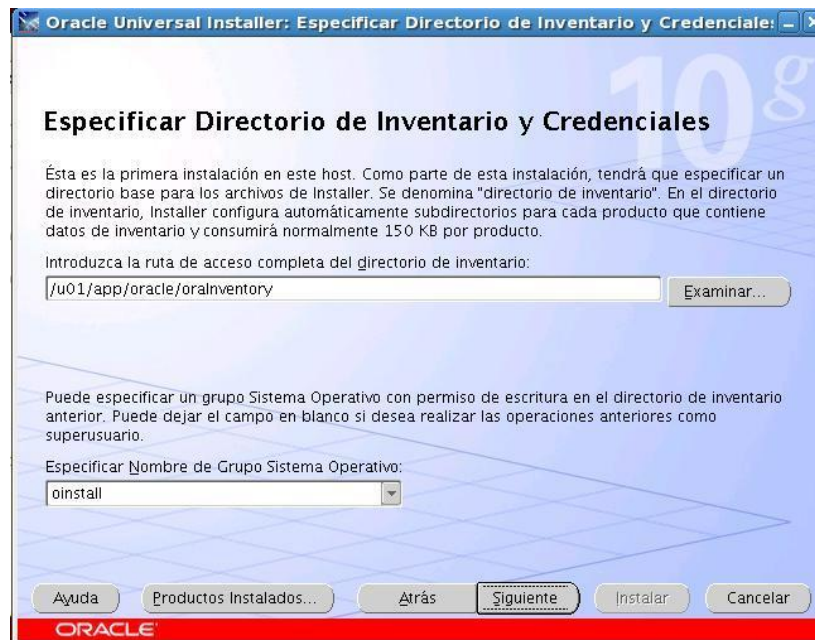 Oracle Universal Installer: Especificar Directorio de Inventario y Credenciales
10g
Especificar Directorio de Inventario y Credenciales
Ésta es la primera instalación en este host. Como parte de esta instalación, tendrá que especificar un
directorio base para los archivos de Installer. Se denomina "directorio de inventario". En el directorio
de inventario, Installer configura automáticamente subdirectorios para cada producto que contiene
datos de inventario y consumirá normalmente 150 KB por producto.
Introduzca la ruta de acceso completa del directorio de inventario:
/u01/app/oracle/oraInventory
Examinar...
Puede especificar un grupo Sistema Operativo con permiso de escritura en el directorio de inventario
anterior. Puede dejar el campo en blanco si desea realizar las operaciones anteriores como
superusuario.
Especificar Nombre de Grupo Sistema Operativo:
oinstall
Ayuda Productos Instalados... Atrás Siguiente Instalar Cancelar
ORACLE